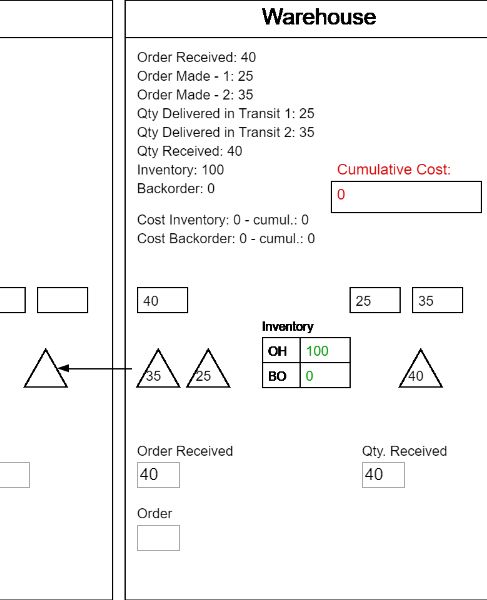 Warehouse
Order Received: 40
Order Made - 1: 25
Order Made - 2: 35
Qty Delivered in Transit 1: 25
Qty Delivered in Transit 2: 35
Qty Received: 40
Inventory: 100
Backorder: 0
Cumulative Cost:
0
Cost Inventory: 0 - cumul.: 0
Cost Backorder: 0 - cumul.: 0
40
25
35
Inventory
OH 100
BO 0
35
25
40
Order Received
40
Qty. Received
40
Order